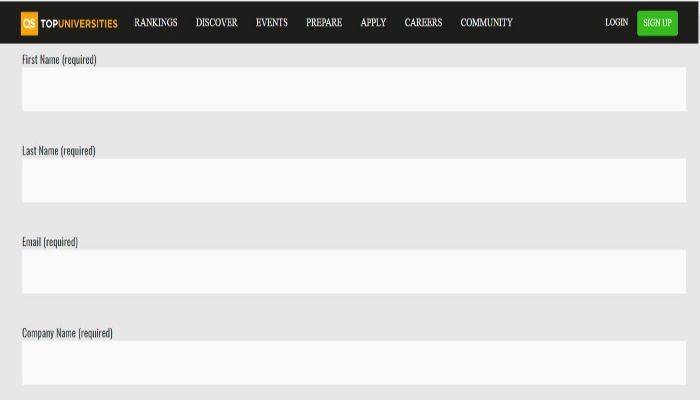 QS TOPUNIVERSITIES RANKINGS DISCOVER EVENTS PREPARE APPLY CAREERS COMMUNITY LOGIN SIGN UP
First Name (required)
Last Name (required)
Email (required)
Company Name (required)